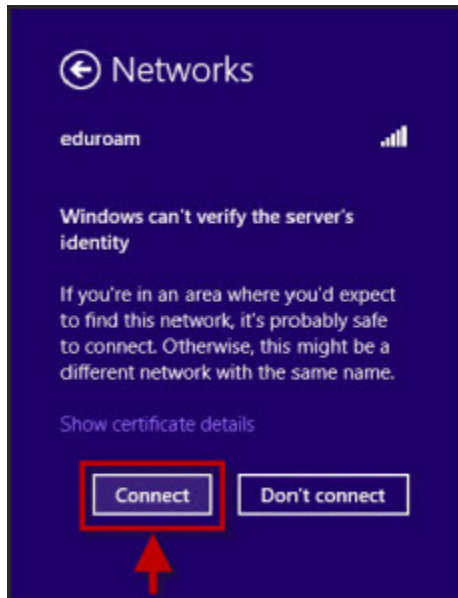 Networks
eduroam
Windows can't verify the server's
identity
If you're in an area where you'd expect
to find this network, it's probably safe
to connect. Otherwise, this might be a
different network with the same name.
Show certificate details
Connect
Don't connect